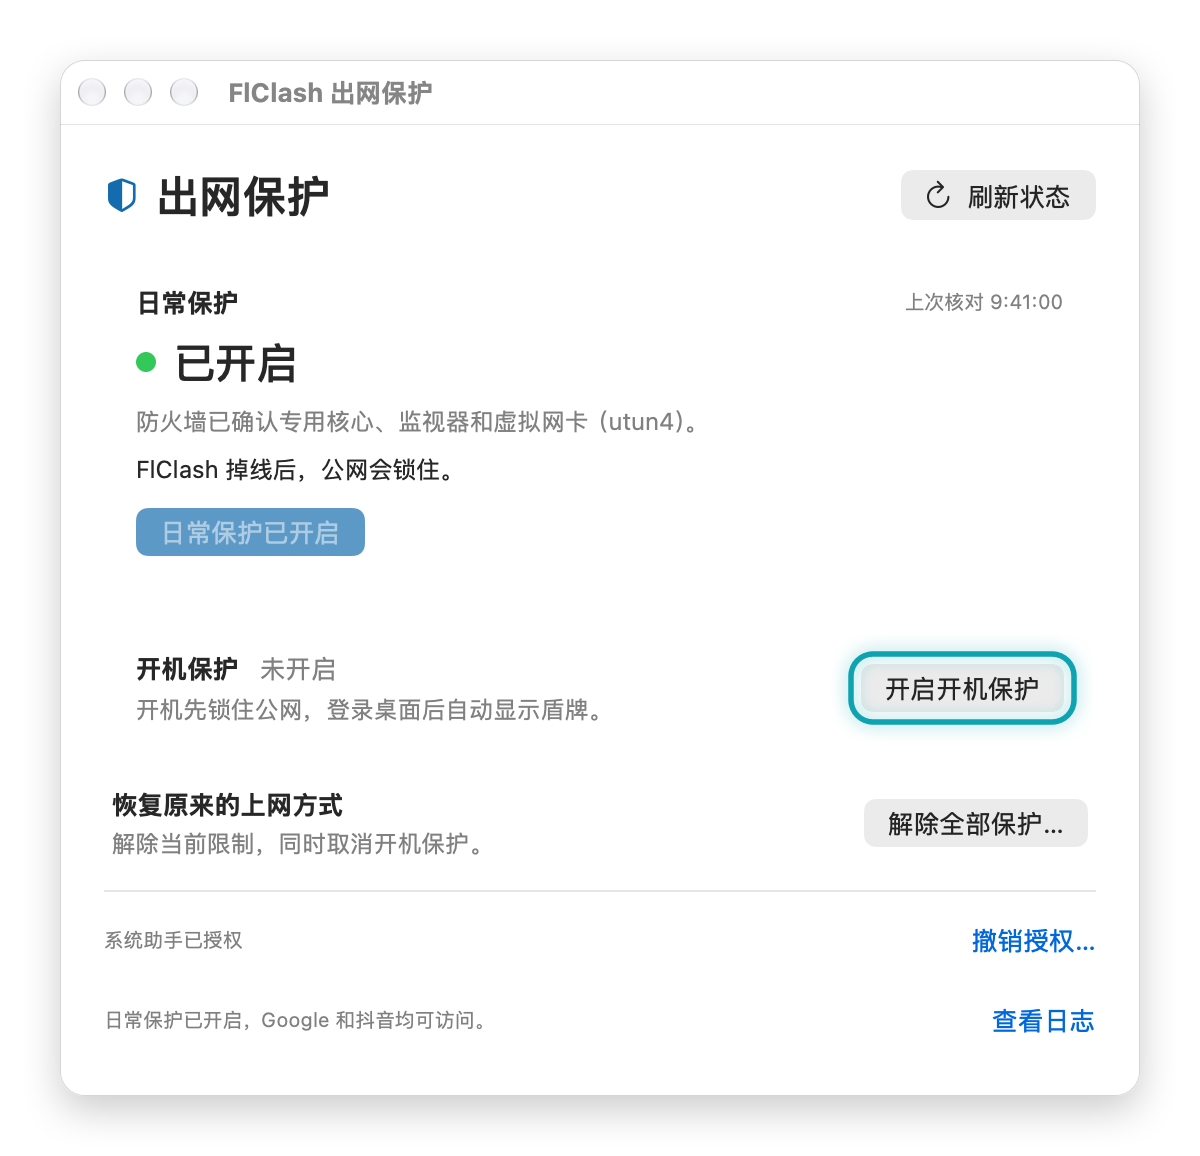 FlClash 出网保护
出网保护
刷新状态
日常保护
上次核对 9:41:00
已开启
防火墙已确认专用核心、监视器和虚拟网卡（utun4）。
FlClash 掉线后，公网会锁住。
日常保护已开启
开机保护 未开启
开机先锁住公网，登录桌面后自动显示盾牌。
开启开机保护
恢复原来的上网方式
解除当前限制，同时取消开机保护。
解除全部保护...
系统助手已授权
撤销授权...
日常保护已开启，Google 和抖音均可访问。
查看日志